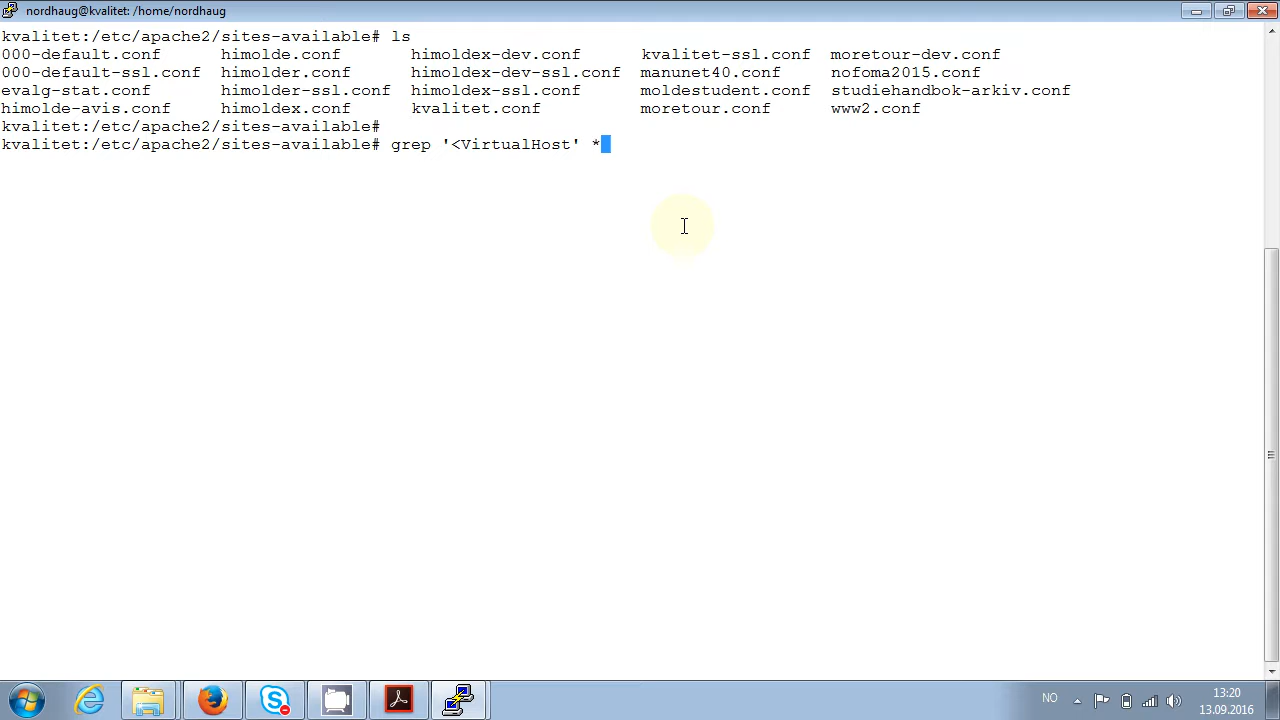 nordhaug@kvalitet: /home/nordhaug
kvalitet:/etc/apache2/sites-available# ls
000-default.conf himolde.conf himoldex-dev.conf kvalitet-ssl.conf moretour-dev.conf
000-default-ssl.conf himolder.conf himoldex-dev-ssl.conf manunet40.conf nofoma2015.conf
evalg-stat.conf himolder-ssl.conf himoldex-ssl.conf moldestudent.conf studiehandbok-arkiv.conf
himolde-avis.conf himoldex.conf kvalitet.conf moretour.conf www2.conf
kvalitet:/etc/apache2/sites-available#
kvalitet:/etc/apache2/sites-available# grep '<VirtualHost' *
NO
13:20
13.09.2016